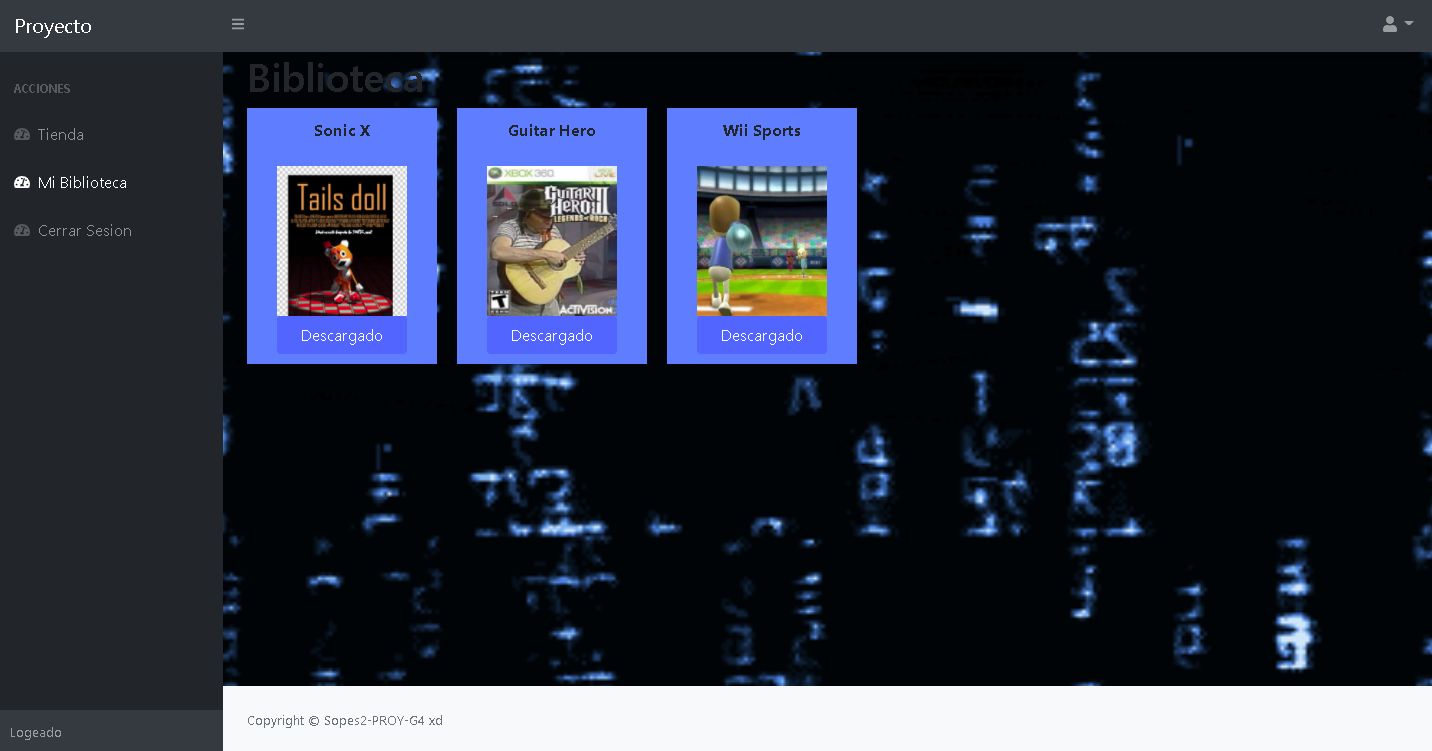 Proyecto
ACCIONES
Tienda
Mi Biblioteca
Cerrar Sesion
Logeado
Biblioteca
Sonic X
Tails doll
Descargado
Guitar Hero
XBOX 360
LIVE
GUITAR
HERO III
LEGENDS OF ROCK
T
ACTIVISION
Descargado
Wii Sports
Descargado
Copyright © Sopes2-PROY-G4 xd